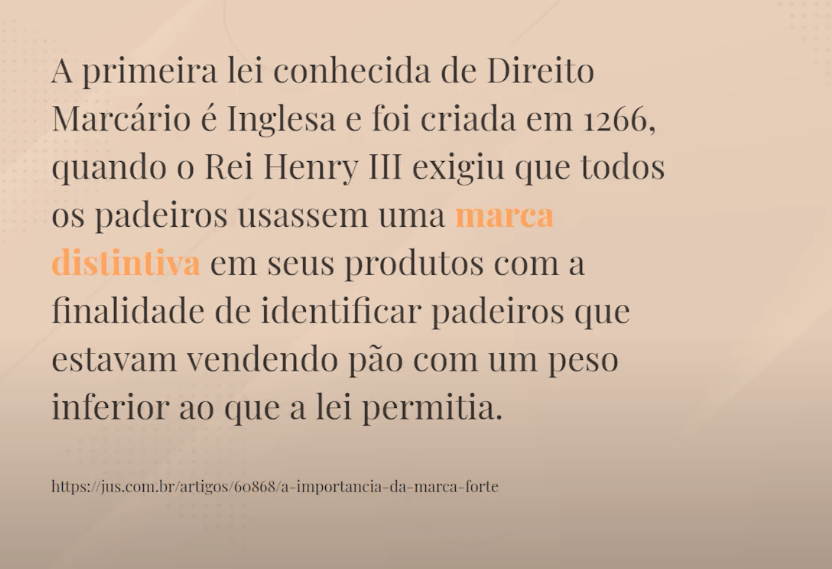 A primeira lei conhecida de Direito
Marcário é Inglesa e foi criada em 1266,
quando o Rei Henry III exigiu que todos
os padeiros usassem uma marca
distintiva em seus produtos com a
finalidade de identificar padeiros que
estavam vendendo pão com um peso
inferior ao que a lei permitia.
https://jus.com.br/artigos/60868/a-importancia-da-marca-forte